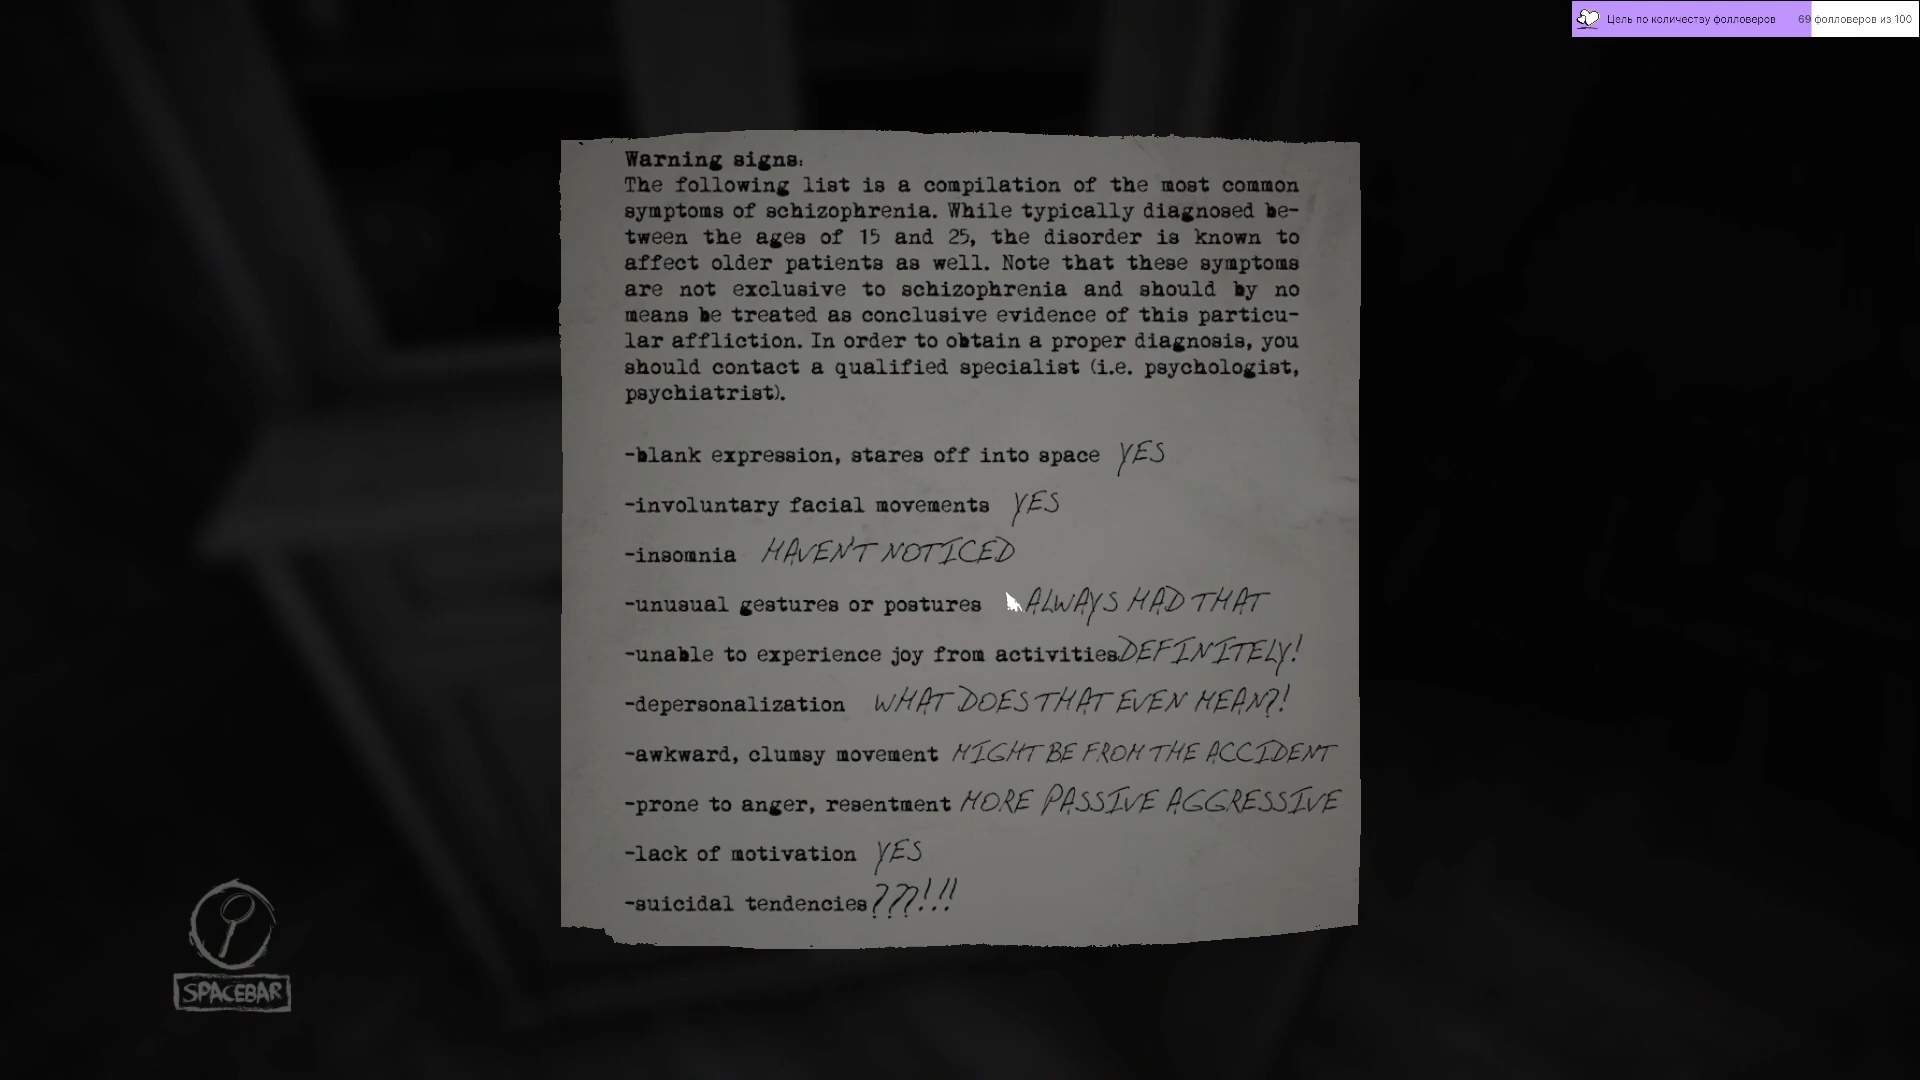 Цель по количеству фолловеров 69 фолловеров из 100
Warning signs:
The following list is a compilation of the most common
symptoms of schizophrenia. While typically diagnosed be-
tween the ages of 15 and 25, the disorder is known to
affect older patients as well. Note that these symptoms
are not exclusive to schizophrenia and should by no
means be treated as conclusive evidence of this particu-
lar affliction. In order to obtain a proper diagnosis, you
should contact a qualified specialist (i.e. psychologist,
psychiatrist).
-blank expression, stares off into space YES
-involuntary facial movements YES
-insomnia HAVEN'T NOTICED
-unusual gestures or postures ALWAYS HAD THAT
-unable to experience joy from activities DEFINITELY!
-depersonalization WHAT DOES THAT EVEN MEAN?!
-awkward, clumsy movement MIGHT BE FROM THE ACCIDENT
-prone to anger, resentment MORE PASSIVE AGGRESSIVE
-lack of motivation YES
-suicidal tendencies ???!!!
SPACEBAR